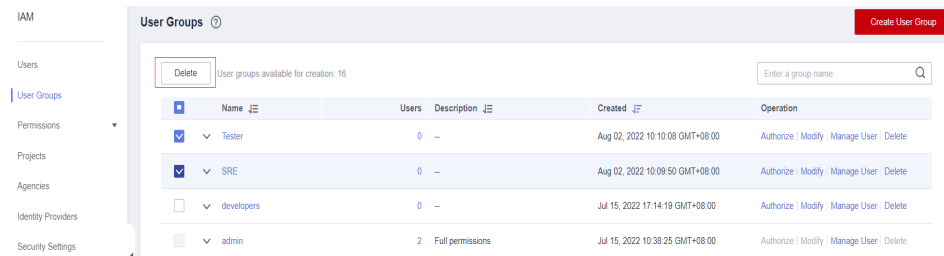 IAM
Users
User Groups
Permissions
Projects
Agencies
Identity Providers
Security Settings
User Groups ?
Create User Group
Delete
User groups available for creation: 16
Enter a group name
Name Users Description Created Operation
Tester 0 -- Aug 02, 2022 10:10:08 GMT+08:00 Authorize | Modify | Manage User | Delete
SRE 0 -- Aug 02, 2022 10:09:50 GMT+08:00 Authorize | Modify | Manage User | Delete
developers 0 -- Jul 15, 2022 17:14:19 GMT+08:00 Authorize | Modify | Manage User | Delete
admin 2 Full permissions Jul 15, 2022 10:38:25 GMT+08:00 Authorize | Modify | Manage User | Delete